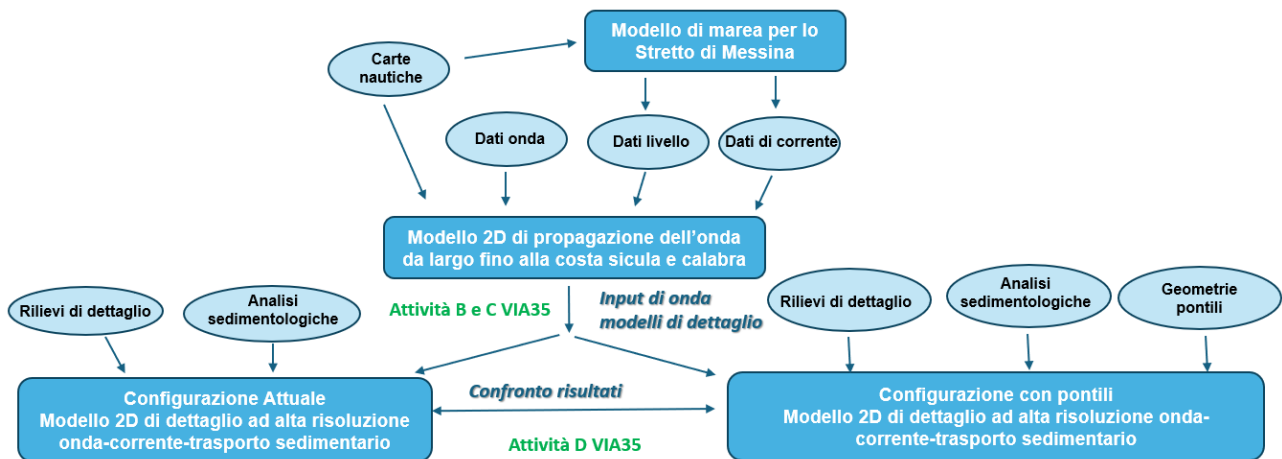 Modello di marea per lo
Stretto di Messina
Carte
nautiche
Dati onda
Dati livello
Dati di corrente
Modello 2D di propagazione dell'onda
da largo fino alla costa sicula e calabra
Rilievi di dettaglio
Analisi
sedimentologiche
Attività B e C VIA35
Input di onda
modelli di dettaglio
Rilievi di dettaglio
Analisi
sedimentologiche
Geometrie
pontili
Configurazione Attuale
Modello 2D di dettaglio ad alta risoluzione
onda-corrente-trasporto sedimentario
Confronto risultati
Attività D VIA35
Configurazione con pontili
Modello 2D di dettaglio ad alta risoluzione onda-
corrente-trasporto sedimentario